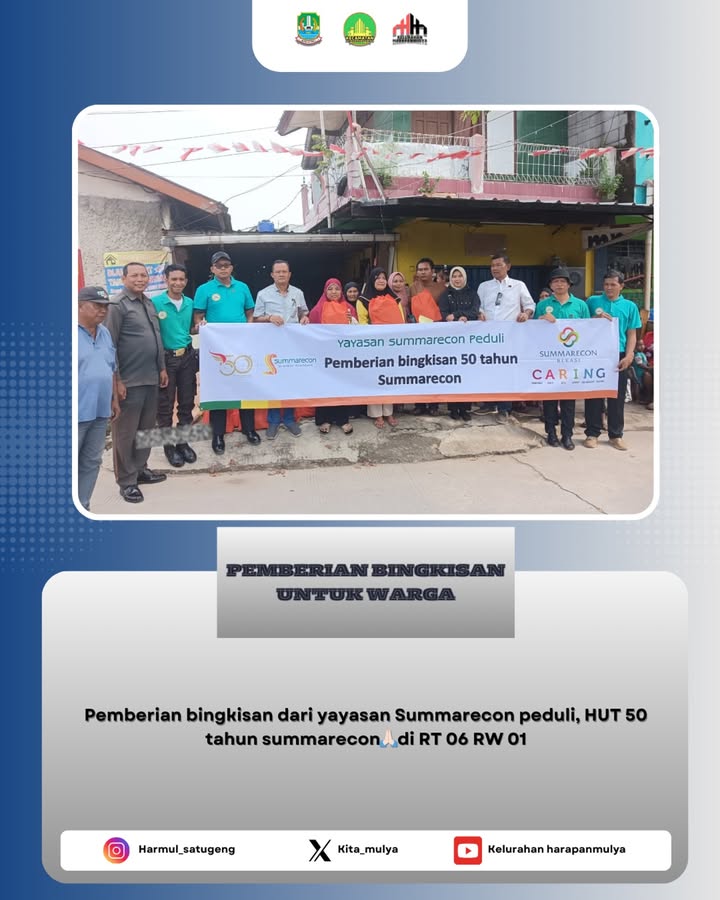 Yayasan Summarecon Peduli
50
summarecon
Pemberian bingkisan 50 tahun
Summarecon
SUMMARECON
BEKASI
CARING
PEMBERIAN BINGKISAN
UNTUK WARGA
Pemberian bingkisan dari yayasan Summarecon peduli, HUT 50
tahun summarecon🙏🏻di RT 06 RW 01
Harmul_satugeng
Kita_mulya
Kelurahan harapanmulya